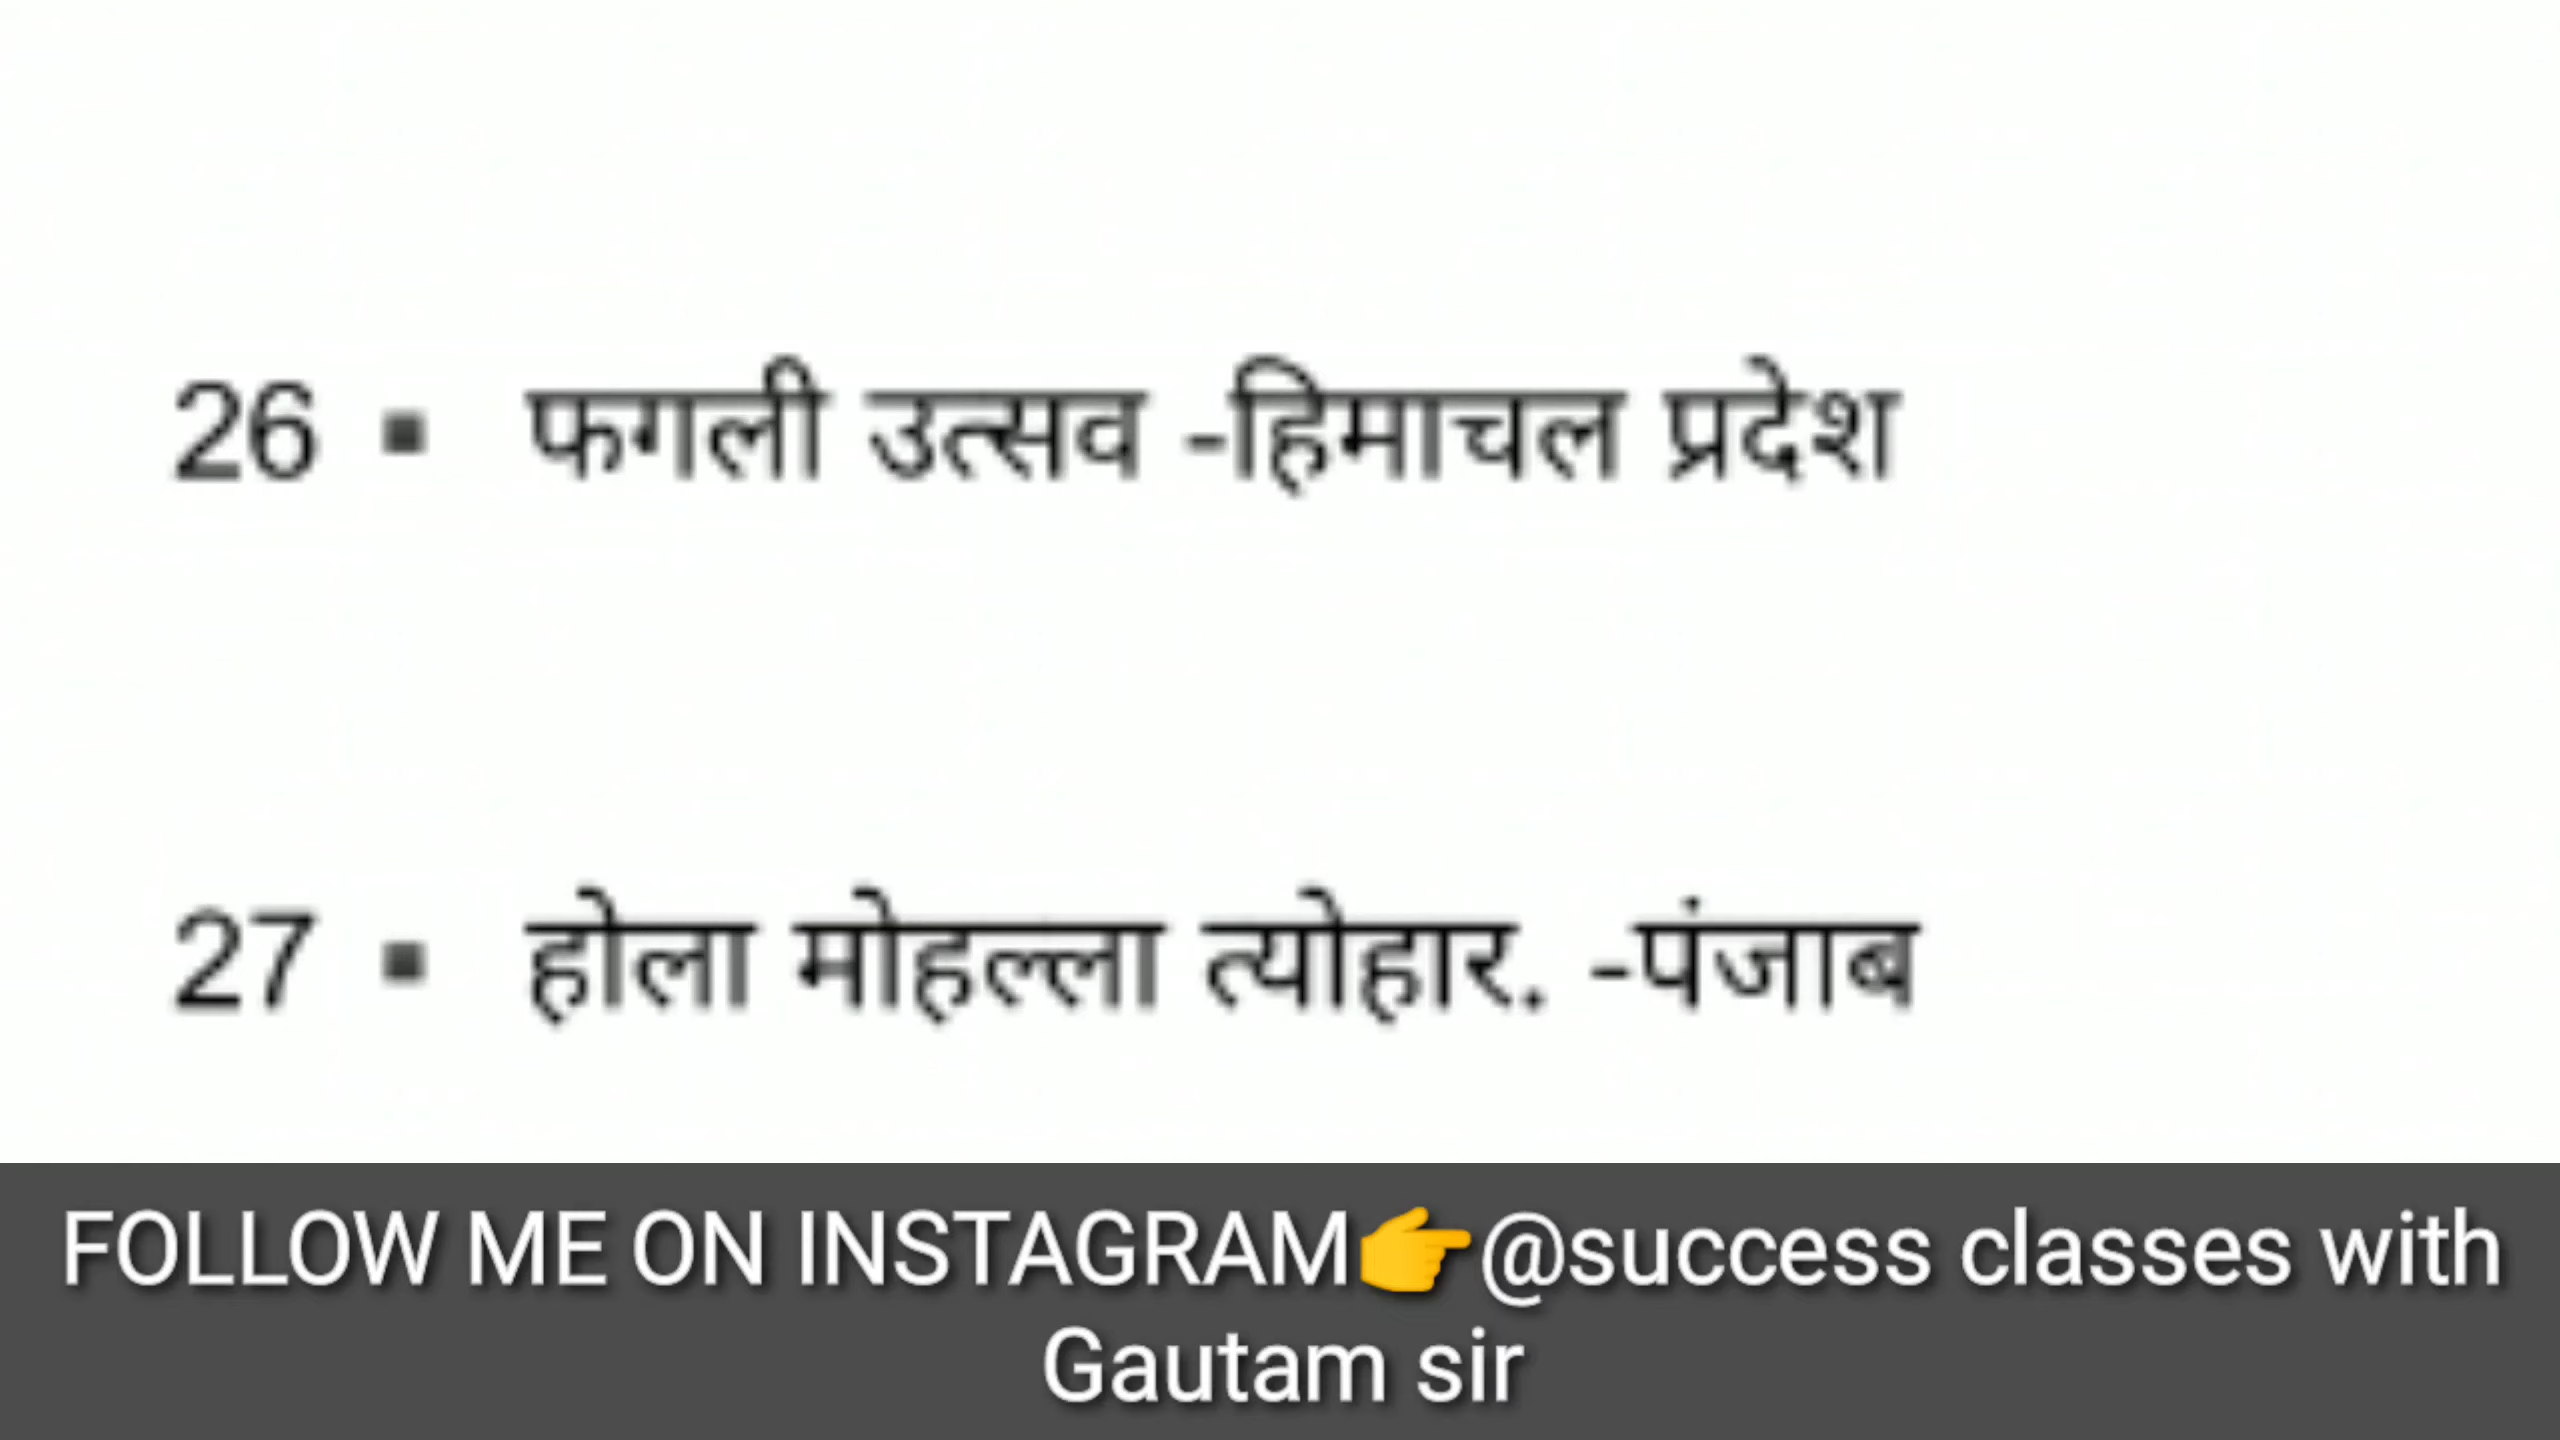 26 ▪ फगली उत्सव -हिमाचल प्रदेश
27 ▪ होला मोहल्ला त्योहार. -पंजाब
FOLLOW ME ON INSTAGRAM👉@success classes with
Gautam sir